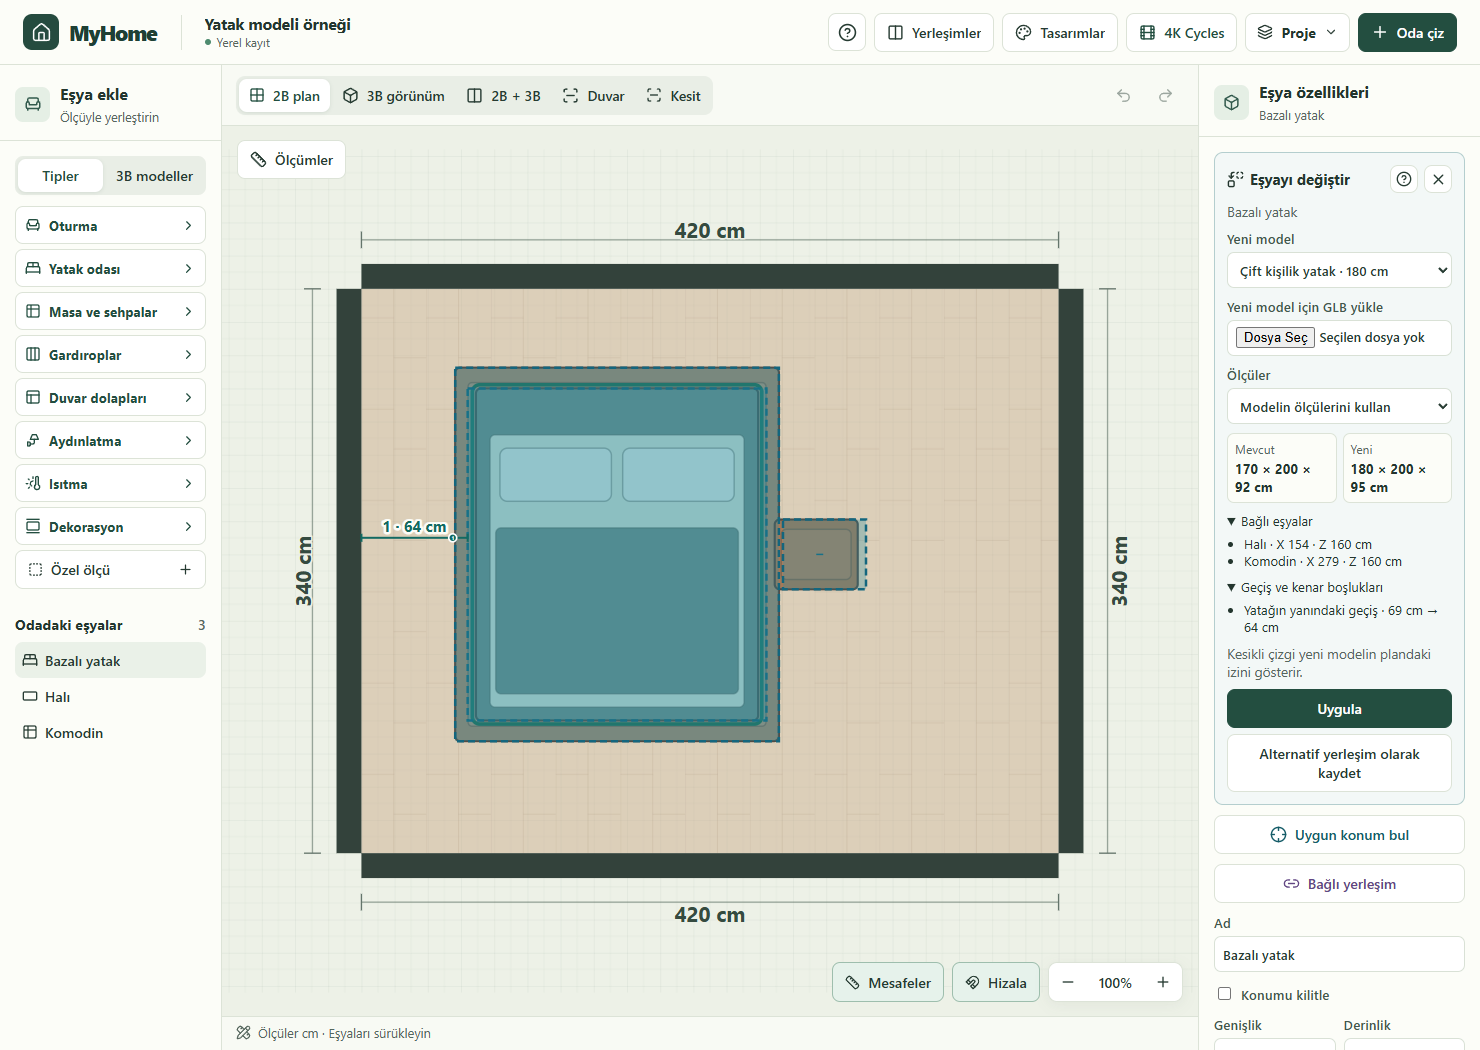 MyHome
Yatak modeli örneği
Yerel kayıt
Yerleşimler
Tasarımlar
4K Cycles
Proje
Oda çiz
Eşya ekle
Ölçüyle yerleştirin
Tipler
3B modeller
Oturma
Yatak odası
Masa ve sehpalar
Gardıroplar
Duvar dolapları
Aydınlatma
Isıtma
Dekorasyon
Özel ölçü
Odadaki eşyalar 3
Bazalı yatak
Halı
Komodin
2B plan
3B görünüm
2B + 3B
Duvar
Kesit
Ölçümler
420 cm
340 cm
1 · 64 cm
340 cm
420 cm
Mesafeler
Hizala
100%
Ölçüler cm · Eşyaları sürükleyin
Eşya özellikleri
Bazalı yatak
Eşyayı değiştir
Bazalı yatak
Yeni model
Çift kişilik yatak · 180 cm
Yeni model için GLB yükle
Dosya Seç Seçilen dosya yok
Ölçüler
Modelin ölçülerini kullan
Mevcut
170 × 200 ×
92 cm
Yeni
180 × 200 ×
95 cm
Bağlı eşyalar
Halı · X 154 · Z 160 cm
Komodin · X 279 · Z 160 cm
Geçiş ve kenar boşlukları
Yatağın yanındaki geçiş · 69 cm →
64 cm
Kesikli çizgi yeni modelin plandaki
izini gösterir.
Uygula
Alternatif yerleşim olarak
kaydet
Uygun konum bul
Bağlı yerleşim
Ad
Bazalı yatak
Konumu kilitle
Genişlik
Derinlik